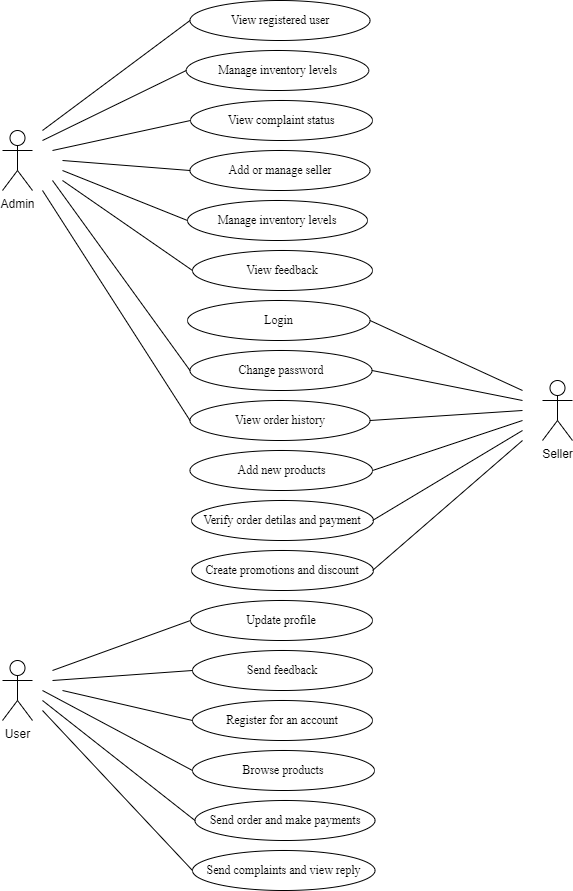 View registered user
Manage inventory levels
View complaint status
Add or manage seller
Admin
Manage inventory levels
View feedback
Login
Change password
View order history
Seller
Add new products
Verify order detilas and payment
Create promotions and discount
Update profile
Send feedback
Register for an account
User
Browse products
Send order and make payments
Send complaints and view reply